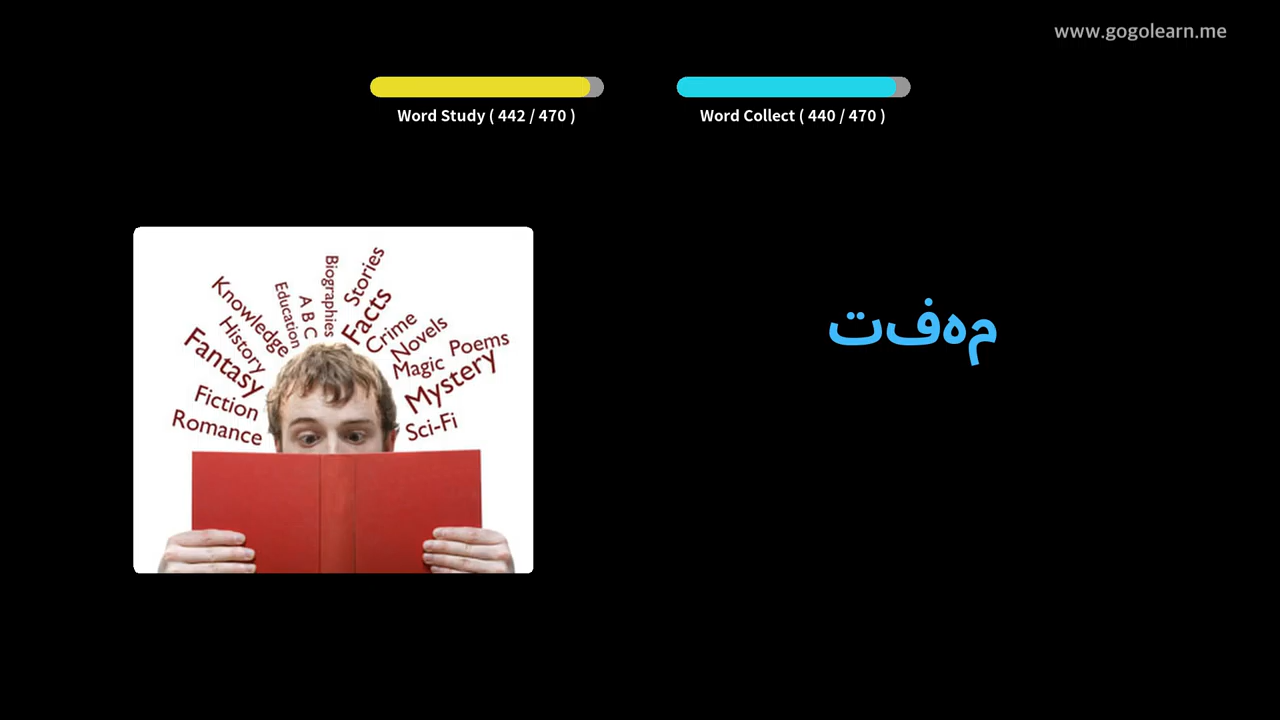 www.gogolearn.me
Word Study ( 442 / 470 )
Word Collect ( 440 / 470 )
Romance
Fiction
Fantasy
History
Knowledge
Education
A B C
Biographies
Stories
Facts
Crime
Novels
Magic
Poems
Mystery
Sci-Fi
مهفت